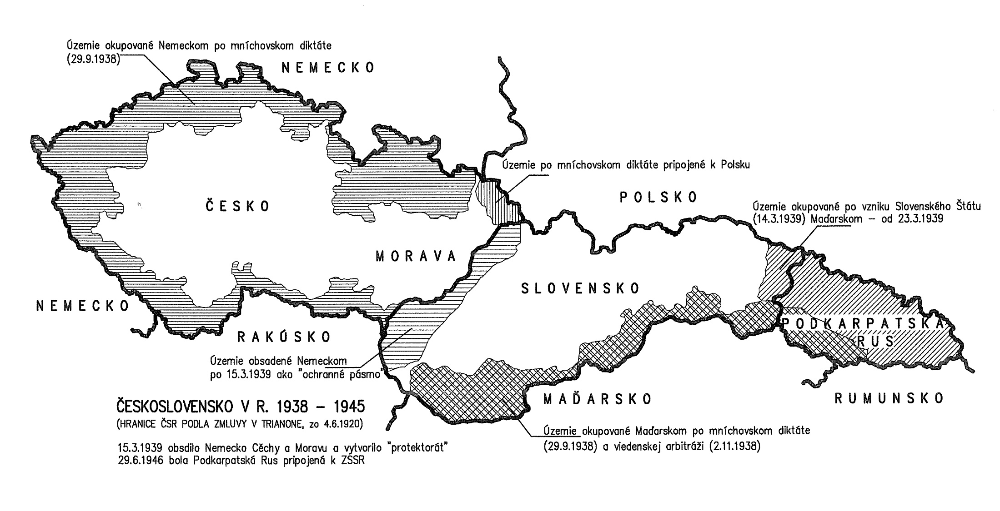 Územie okupované Nemeckom po mníchovskom diktáte
(29.9.1938)
NEMECKO
Územie po mníchovskom diktáte pripojené k Polsku
POLSKO
Územie okupované po vzniku Slovenského Štátu
(14.3.1939) Maďarskom – od 23.3.1939
ČESKO
MORAVA
SLOVENSKO
NEMECKO
PODKARPATSKÁ
RUS
RAKÚSKO
Územie obsadené Nemeckom
po 15.3.1939 ako "ochranné pásmo"
MAĎARSKO
RUMUNSKO
ČESKOSLOVENSKO V R. 1938 – 1945
(HRANICE ČSR PODLA ZMLUVY V TRIANONE, zo 4.6.1920)
Územie okupované Maďarskom po mníchovskom diktáte
(29.9.1938) a viedenskej arbitráži (2.11.1938)
15.3.1939 obsdilo Nemecko Cěchy a Moravu a vytvorilo "protektorát"
29.6.1946 bola Podkarpatská Rus pripojená k ZSSR